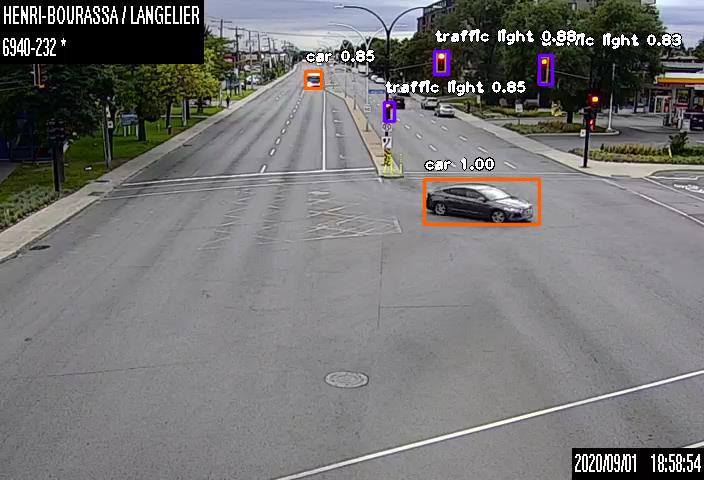 HENRI-BOURASSA / LANGELIER
6940-232 *
car 0.85
traffic light 0.88
fic light 0.83
traffic light 0.85
car 1.00
2020/09/01 18:58:54